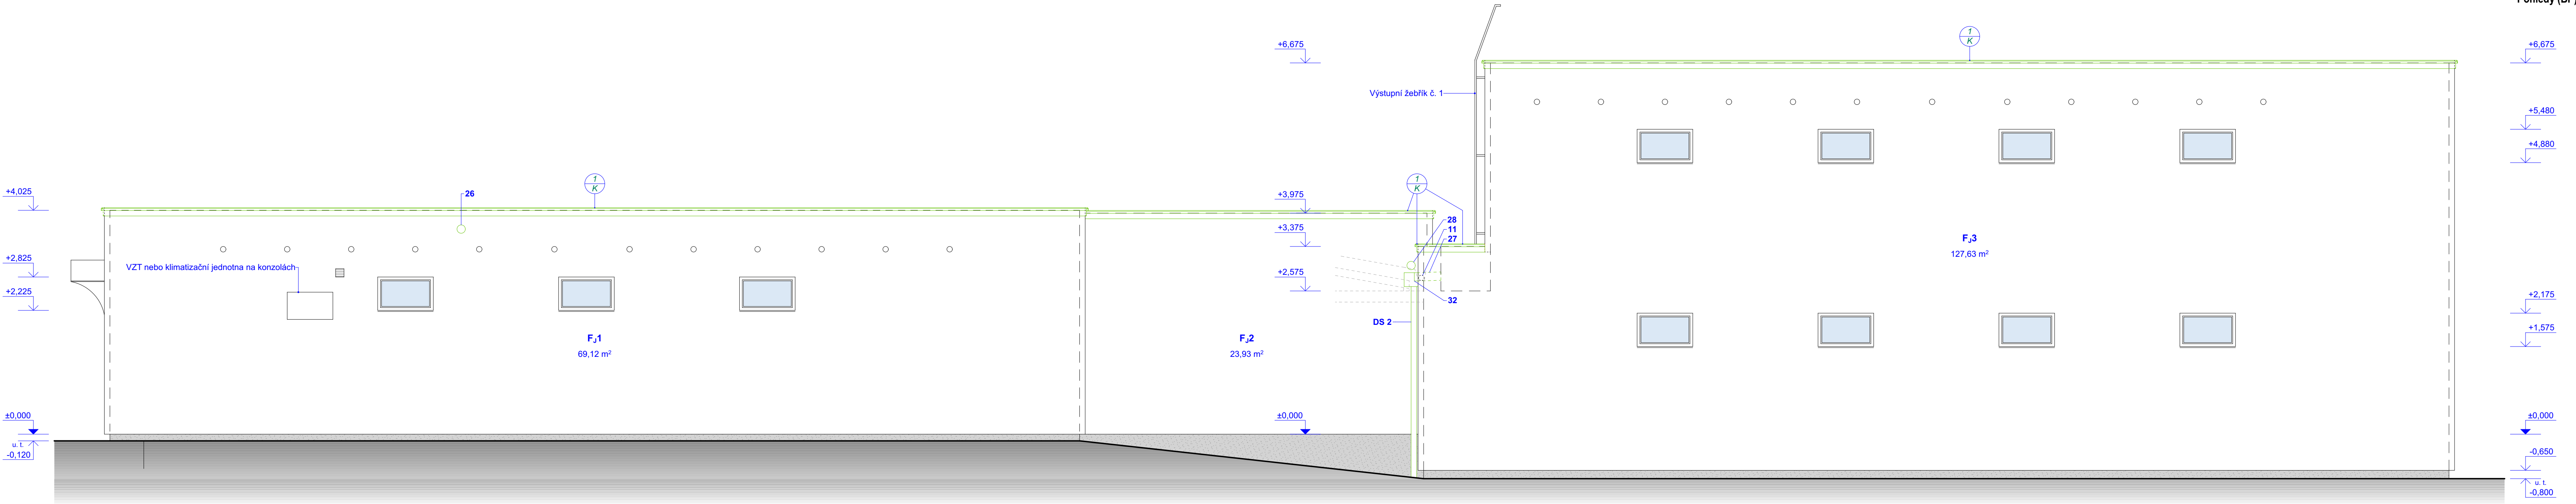 Pohledy (BP)
+6,675
1
K
+6,675
Výstupní žebřík č. 1
+5,480
+4,880
+4,025
1
K
26
+3,975
1
K
28
11
27
+3,375
F J 3
127,63 m²
+2,825
VZT nebo klimatizační jednotna na konzolách
+2,575
32
+2,225
+2,175
DS 2
+1,575
F J 1
69,12 m²
F J 2
23,93 m²
±0,000
±0,000
±0,000
u. t.
-0,120
-0,650
u. t.
-0,800